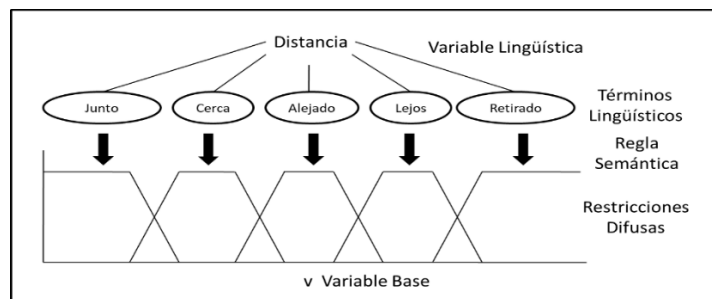 Distancia
Variable Lingüística
Junto
Cerca
Alejado
Lejos
Retirado
Términos
Lingüísticos
Regla
Semántica
Restricciones
Difusas
v Variable Base